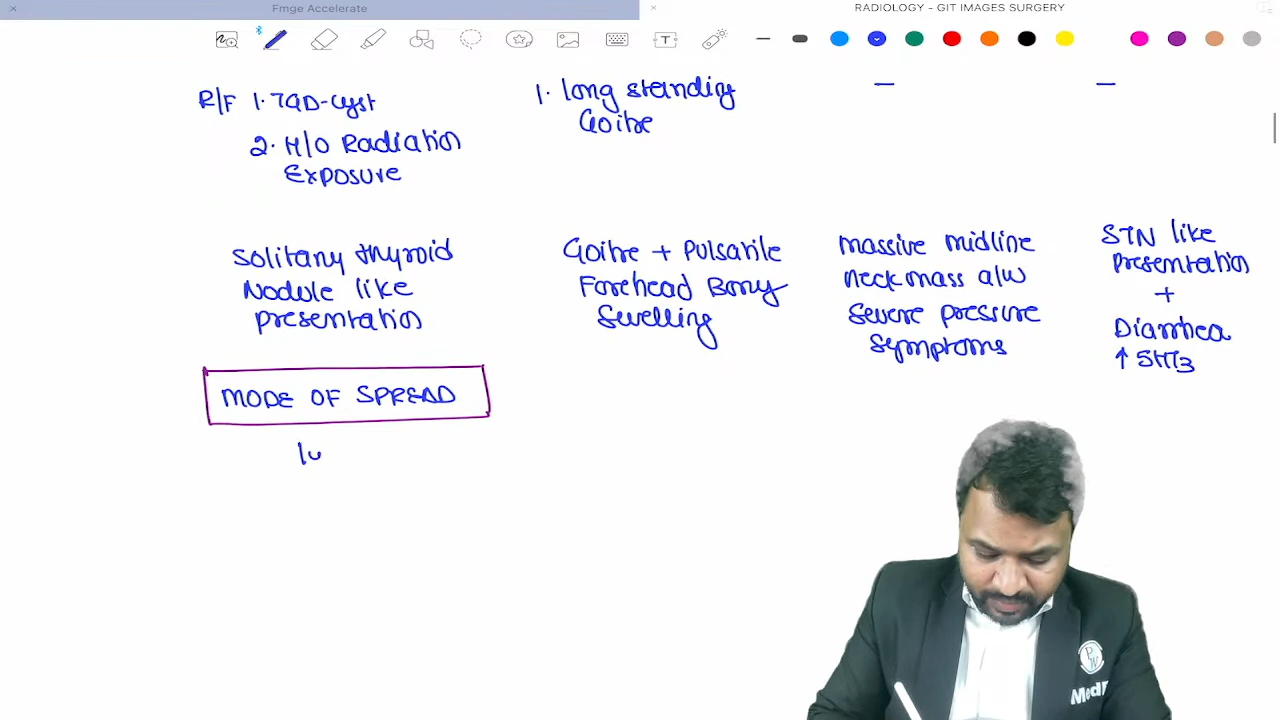 Fmge Accelerate
RADIOLOGY - GIT IMAGES SURGERY
R/F 1. TGD-Cyst
2. H/O Radiation
Exposure
1. long standing
Goitre
Solitary thyroid
Nodule like
presentation
Goitre + Pulsatile
Forehead Bony
Swelling
Massive midline
neck mass a/w
Severe pressure
symptoms
STN like
Presentation
+
Diarrhea
↑ 5HT3
MODE OF SPREAD
PW